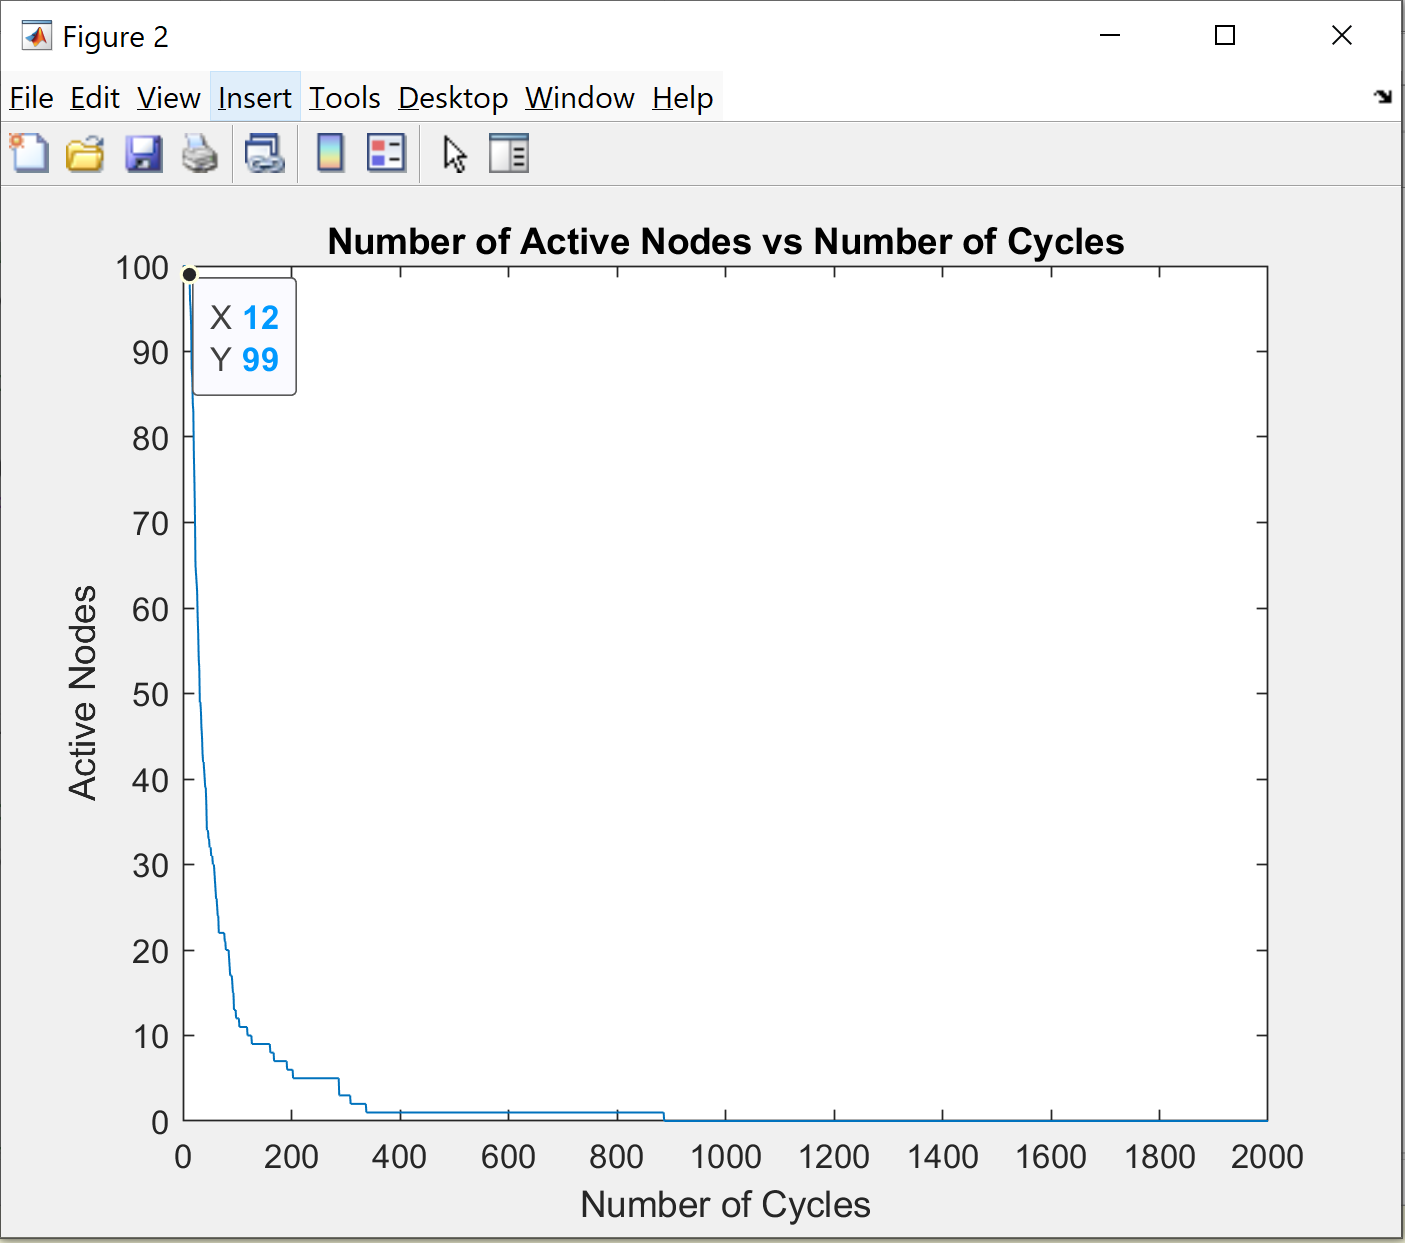 Figure 2
File Edit View Insert Tools Desktop Window Help
Number of Active Nodes vs Number of Cycles
100
X 12
Y 99
90
80
70
60
50
40
30
20
10
0
Active Nodes
0 200 400 600 800 1000 1200 1400 1600 1800 2000
Number of Cycles